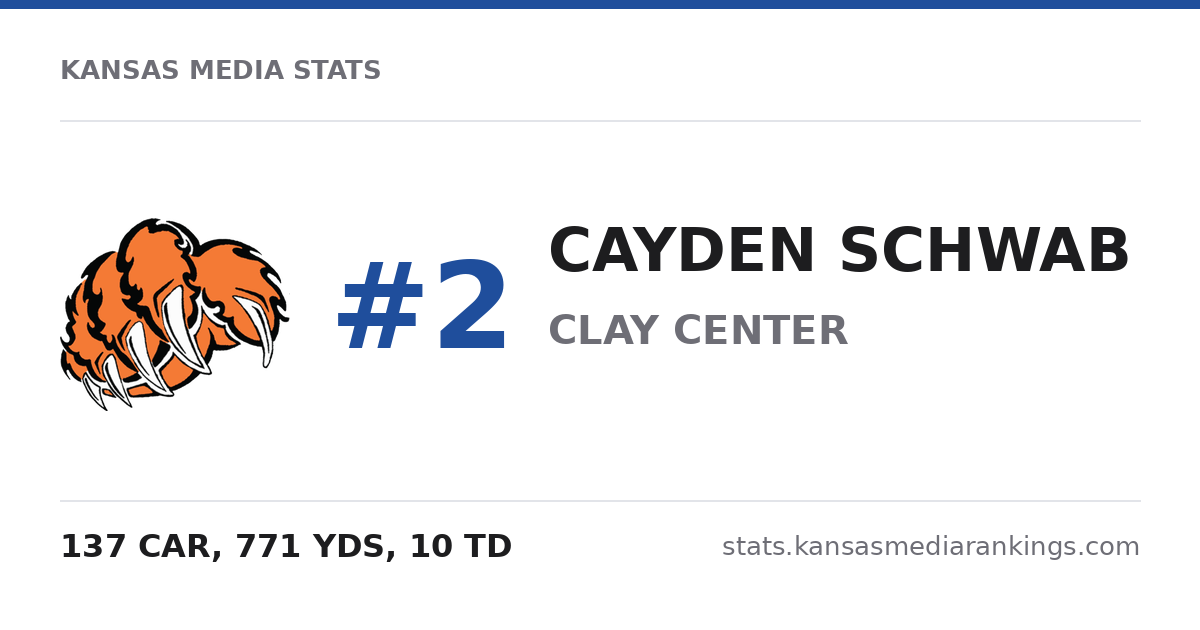 KANSAS MEDIA STATS
#2
CAYDEN SCHWAB
CLAY CENTER
137 CAR, 771 YDS, 10 TD
stats.kansasmediarankings.com